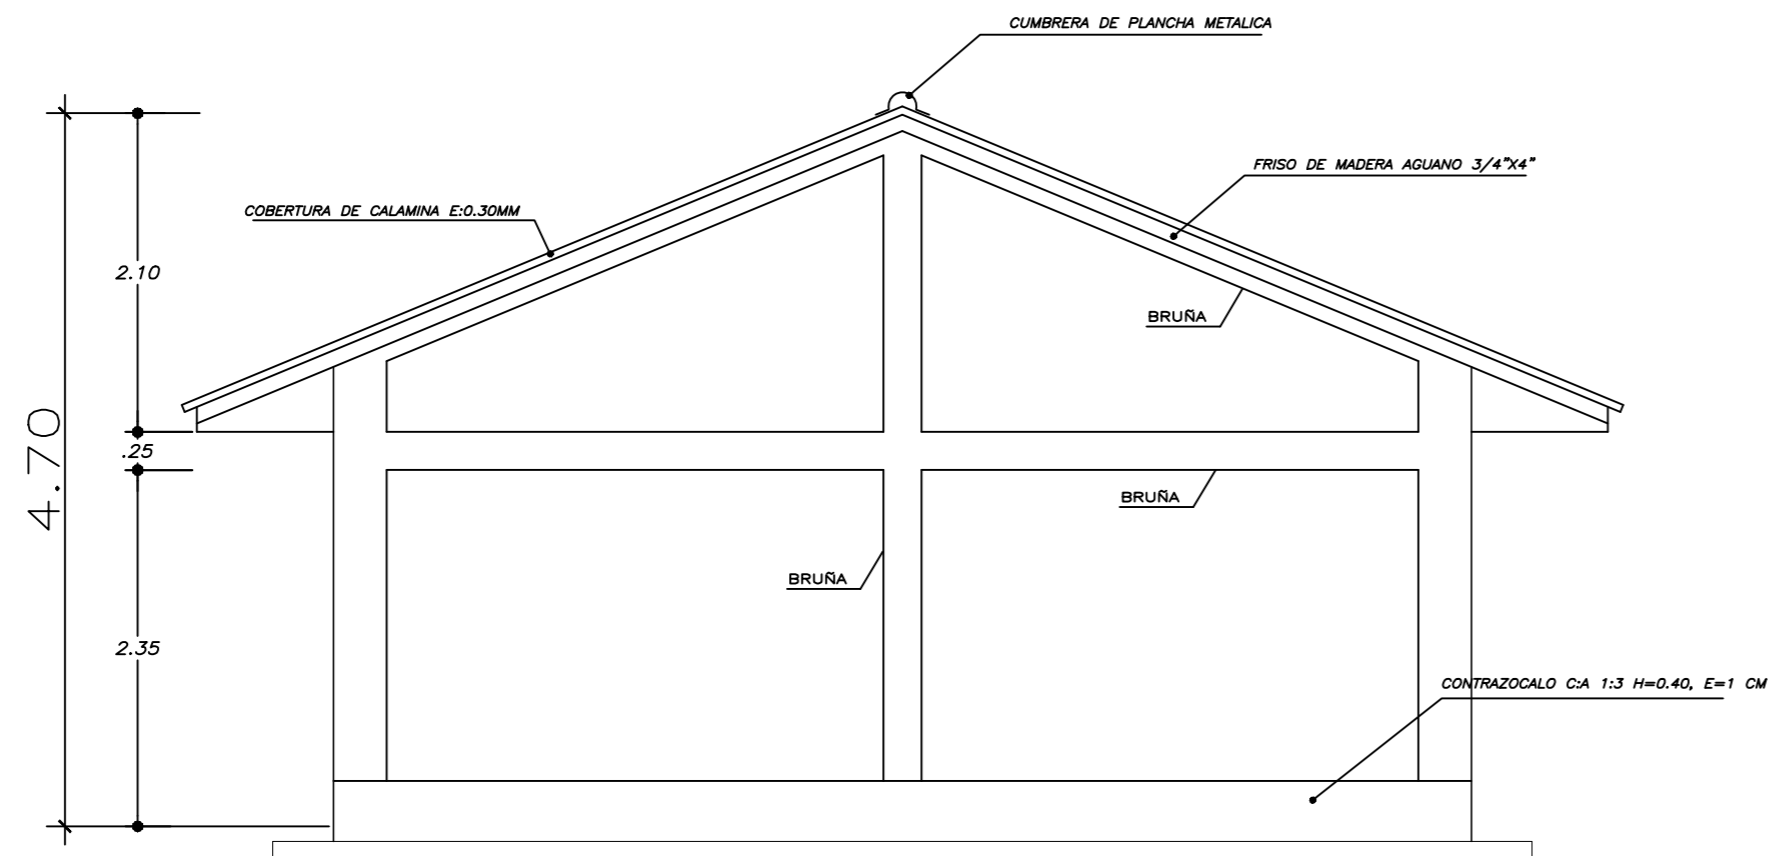 CUMBRERA DE PLANCHA METALICA
FRISO DE MADERA AGUANO 3/4"X4"
COBERTURA DE CALAMINA E:0.30MM
2.10
BRUÑA
4.70
.25
BRUÑA
BRUÑA
2.35
CONTRAZOCALO C:A 1:3 H=0.40, E=1 CM